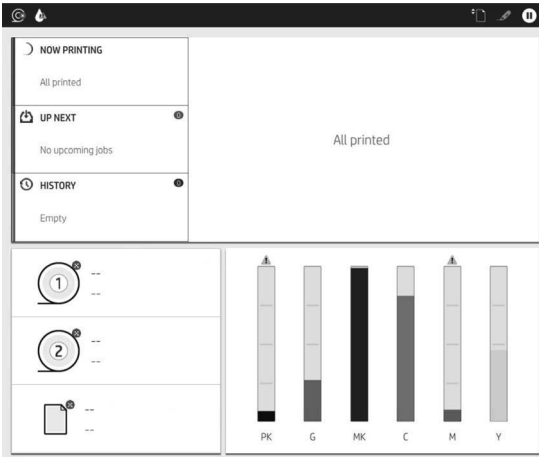 NOW PRINTING
All printed
UP NEXT
0
No upcoming jobs
HISTORY
0
Empty
All printed
1
--
--
2
--
--
--
--
PK G MK C M Y